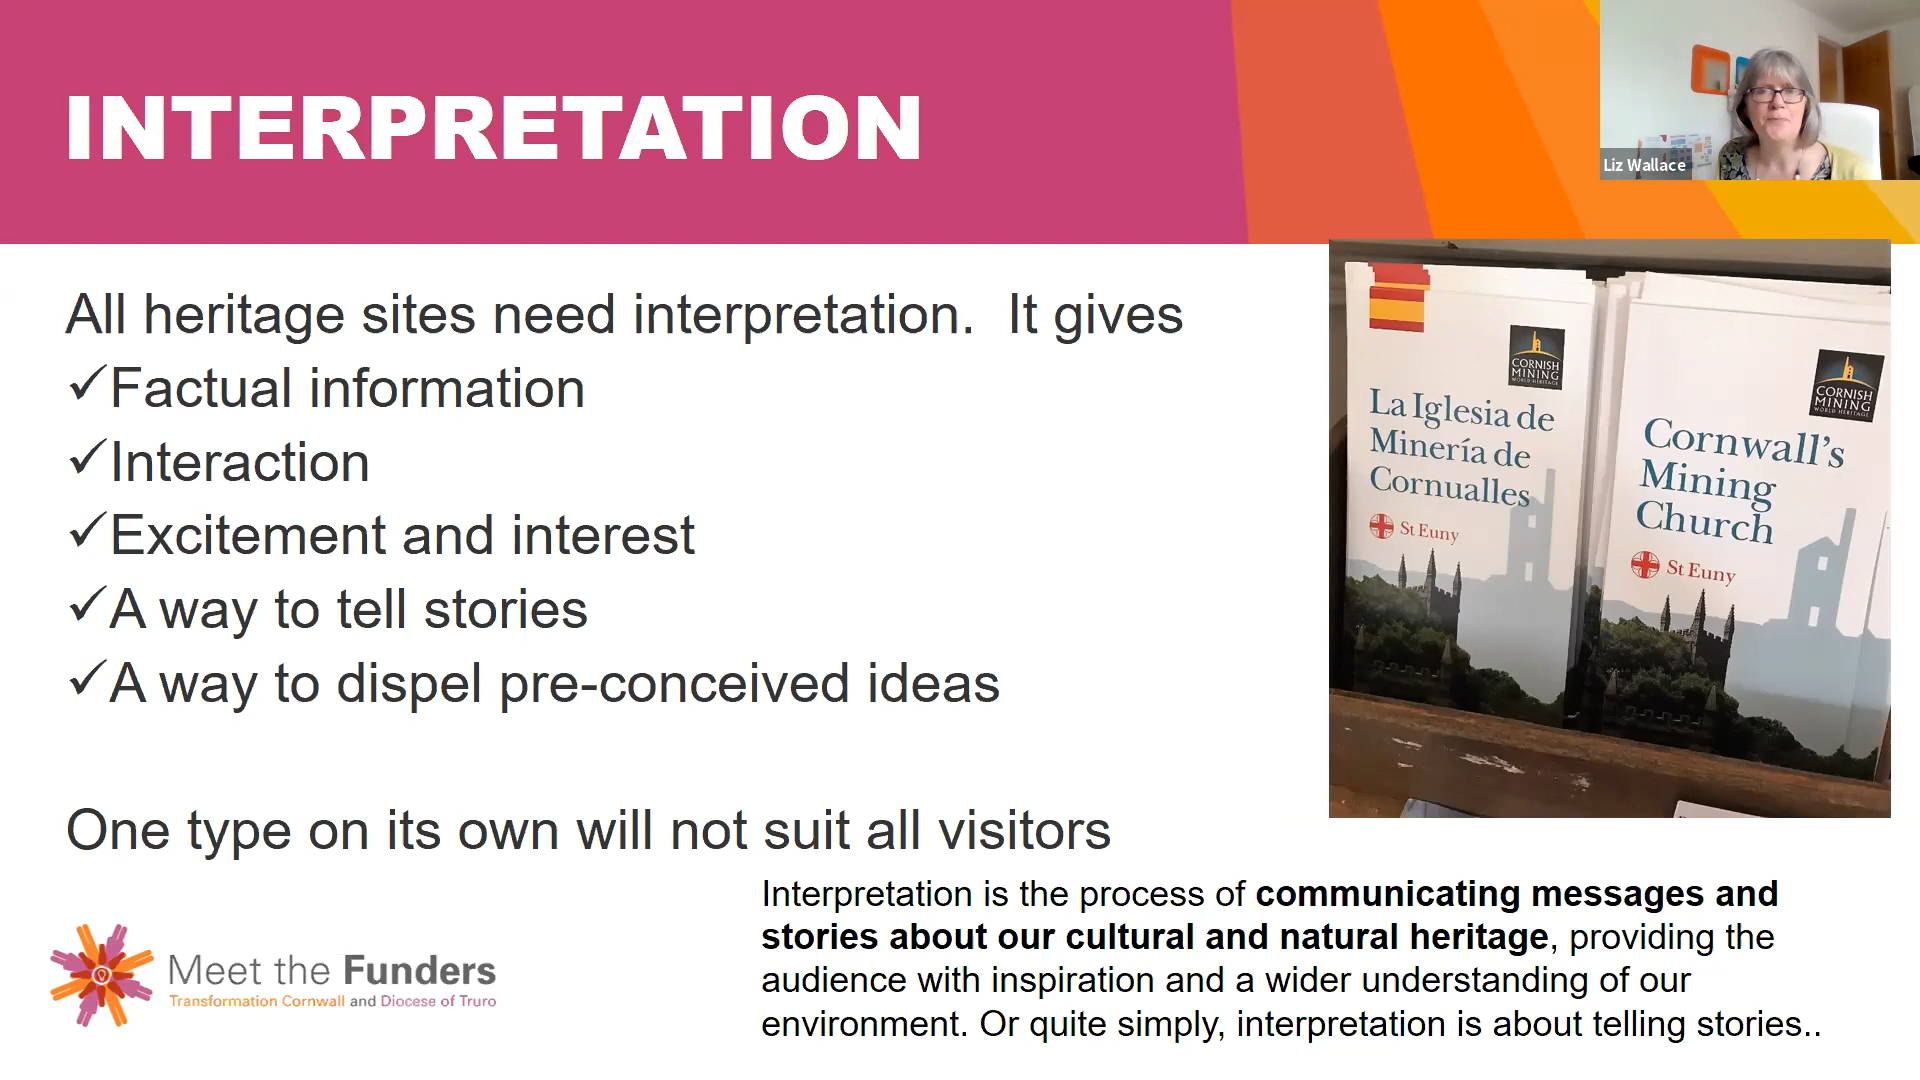 INTERPRETATION
Liz Wallace
All heritage sites need interpretation.  It gives
✓Factual information
✓Interaction
✓Excitement and interest
✓A way to tell stories
✓A way to dispel pre-conceived ideas
One type on its own will not suit all visitors
CORNISH
MINING
WORLD HERITAGE
La Iglesia de
Minería de
Cornualles
St Euny
CORNISH
MINING
WORLD HERITAGE
Cornwall's
Mining
Church
St Euny
Interpretation is the process of communicating messages and
stories about our cultural and natural heritage, providing the
audience with inspiration and a wider understanding of our
environment. Or quite simply, interpretation is about telling stories..
Meet the Funders
Transformation Cornwall and Diocese of Truro